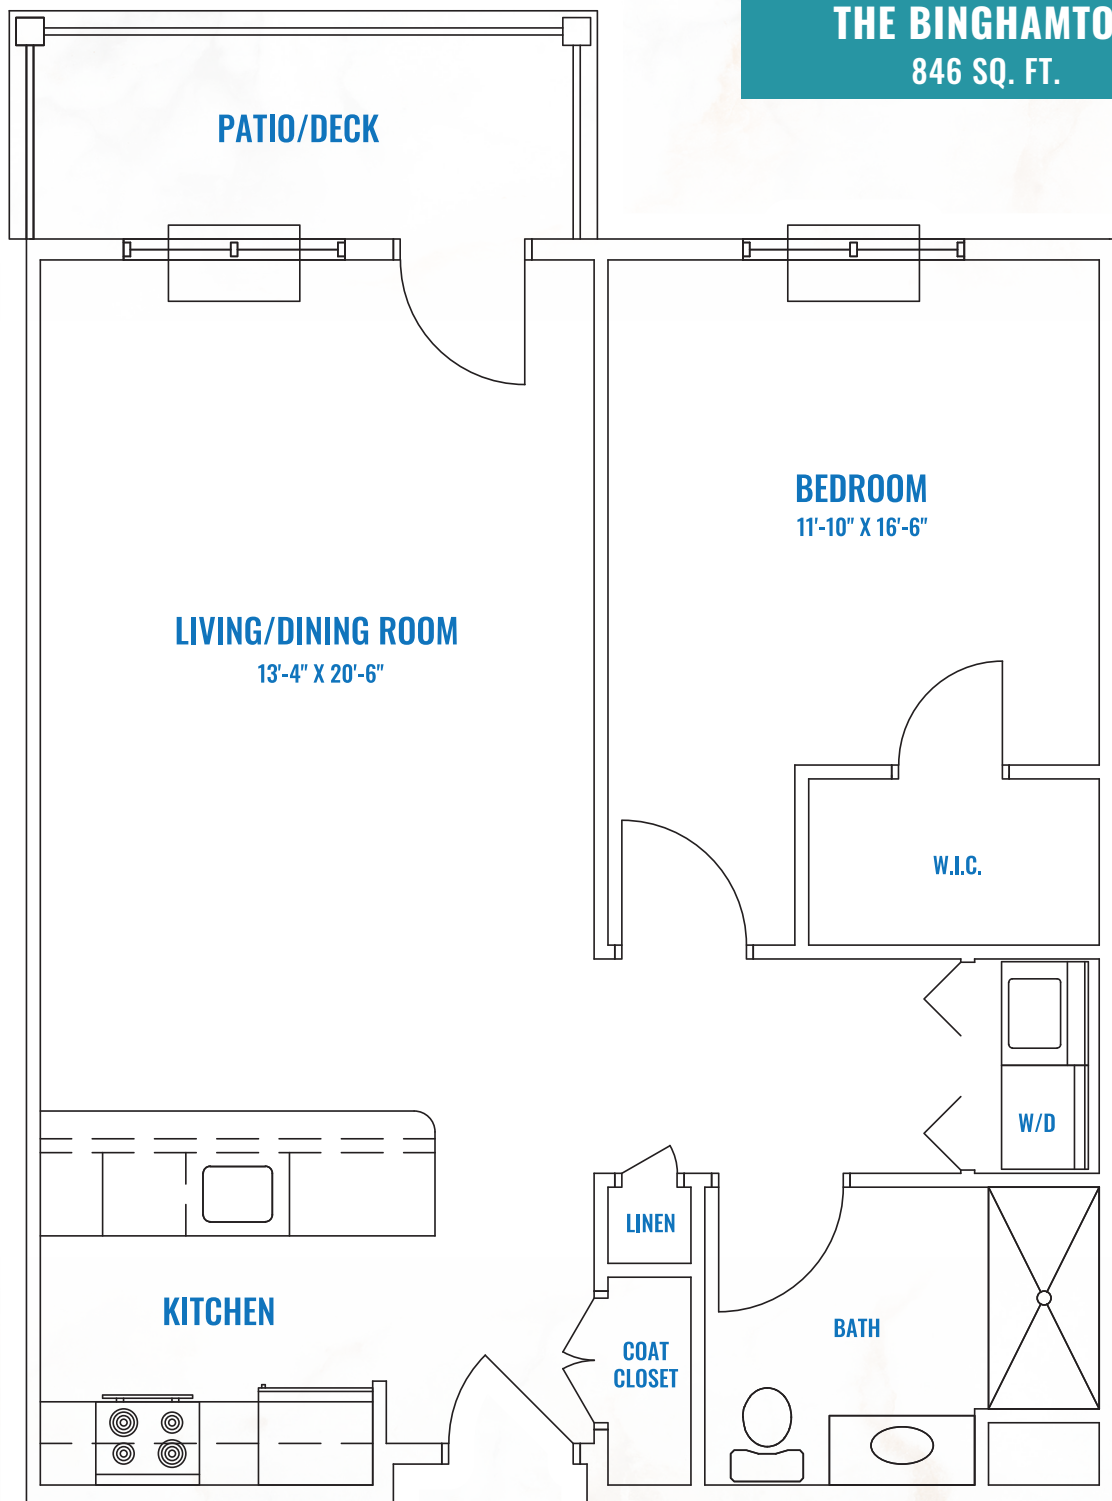 THE BINGHAMTO
846 SQ. FT.
PATIO/DECK
BEDROOM
11'-10" X 16'-6"
LIVING/DINING ROOM
13'-4" X 20'-6"
W.I.C.
W/D
LINEN
KITCHEN
BATH
COAT
CLOSET